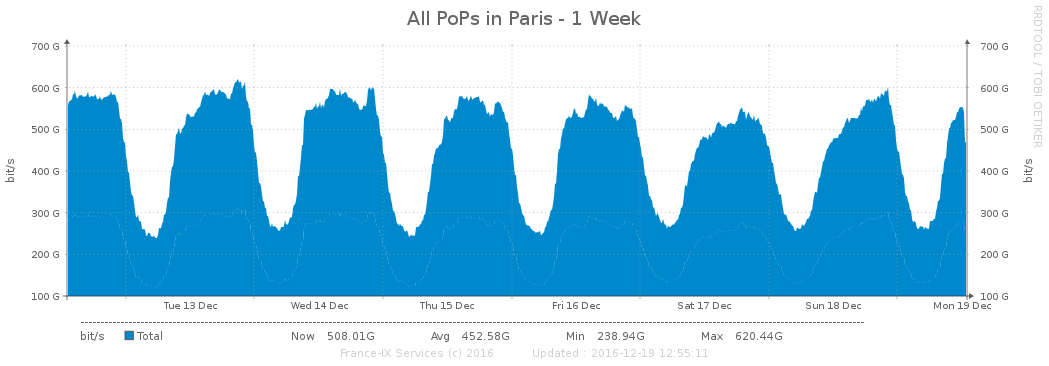 All PoPs in Paris - 1 Week
RRDTOOL / TOBI OETIKER
700 G
700 G
600 G
600 G
500 G
500 G
400 G
400 G
300 G
300 G
200 G
200 G
100 G
100 G
bit/s
bit/s
Tue 13 Dec
Wed 14 Dec
Thu 15 Dec
Fri 16 Dec
Sat 17 Dec
Sun 18 Dec
Mon 19 Dec
bit/s Total Now 508.01G Avg 452.58G Min 238.94G Max 620.44G
France-IX Services (c) 2016 Updated : 2016-12-19 12:55:11